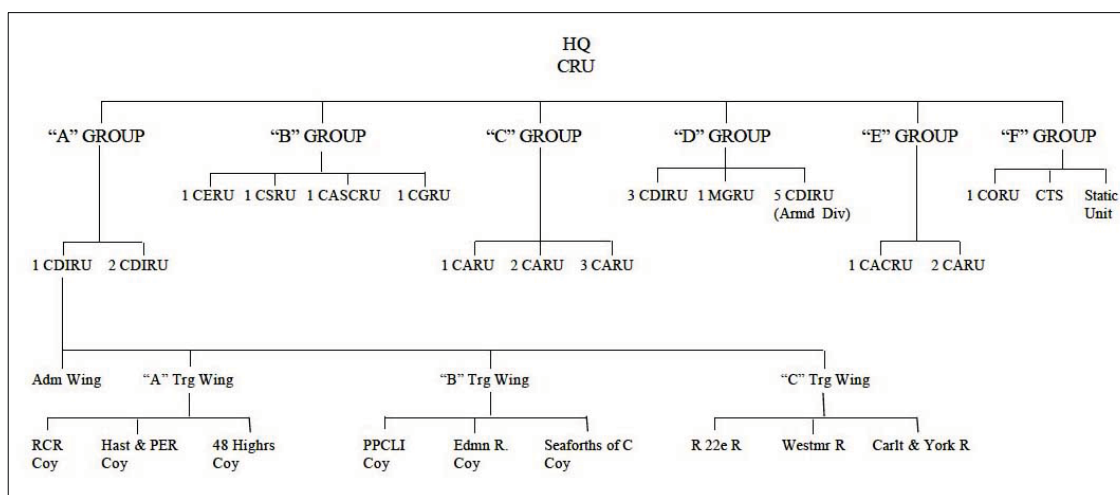 HQ
CRU
“A” GROUP “B” GROUP “C” GROUP “D” GROUP “E” GROUP “F” GROUP
1 CERU 1 CSRU 1 CASCRU 1 CGRU 3 CDIRU 1 MGRU 5 CDIRU 1 CORU CTS Static
(Armd Div) Unit
1 CDIRU 2 CDIRU 1 CARU 2 CARU 3 CARU 1 CACRU 2 CARU
Adm Wing “A” Trg Wing “B” Trg Wing “C” Trg Wing
RCR Hast & PER 48 Highrs PPCLI Edmn R. Seaforths of C R 22e R Westmr R Carlt & York R
Coy Coy Coy Coy Coy Coy